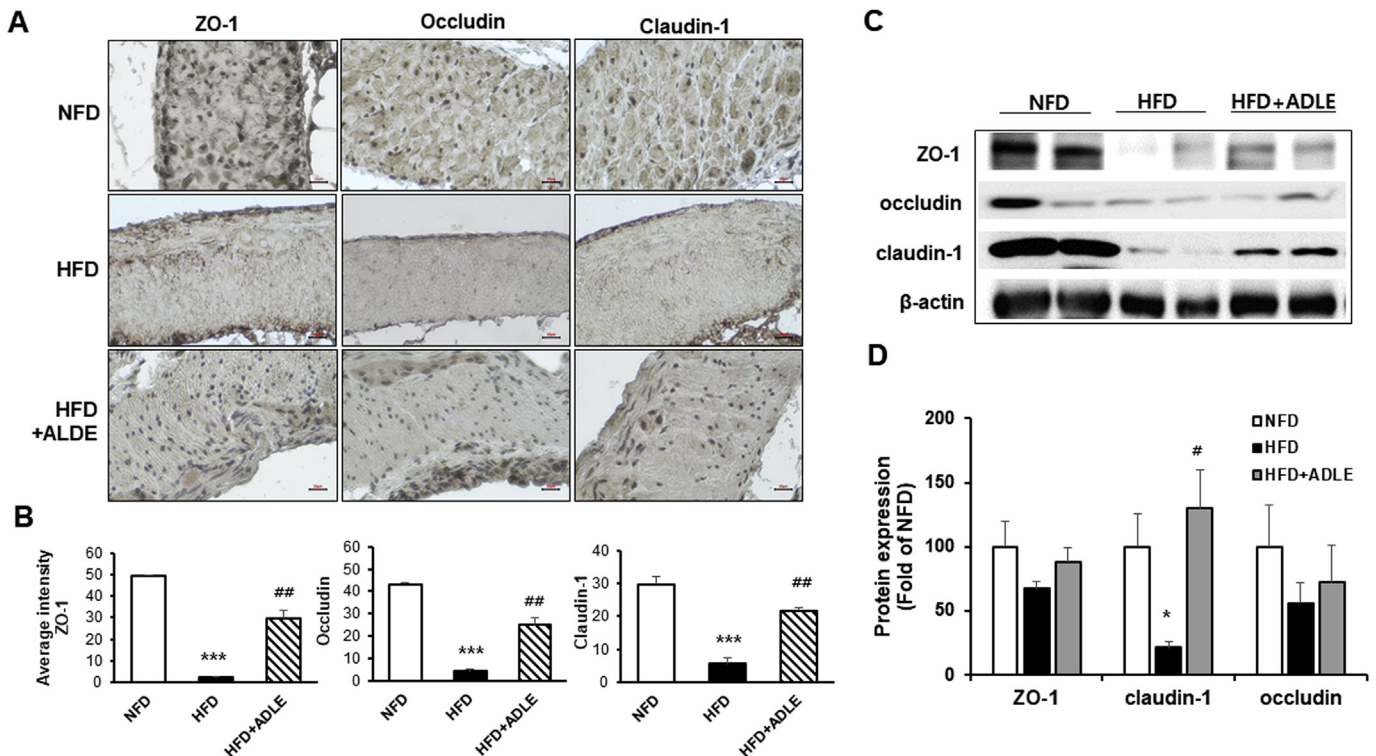 A
ZO-1
Occludin
Claudin-1
NFD
HFD
HFD
+ALDE
B
Average intensity
ZO-1
60
50
40
30
20
10
0
***
##
NFD
HFD
HFD+ADLE
Occludin
60
50
40
30
20
10
0
***
##
NFD
HFD
HFD+ADLE
Claudin-1
40
30
20
10
0
***
##
NFD
HFD
HFD+ADLE
C
NFD
HFD
HFD+ADLE
ZO-1
occludin
claudin-1
β-actin
D
Protein expression
(Fold of NFD)
200
150
100
50
0
*
#
NFD
HFD
HFD+ADLE
ZO-1
claudin-1
occludin